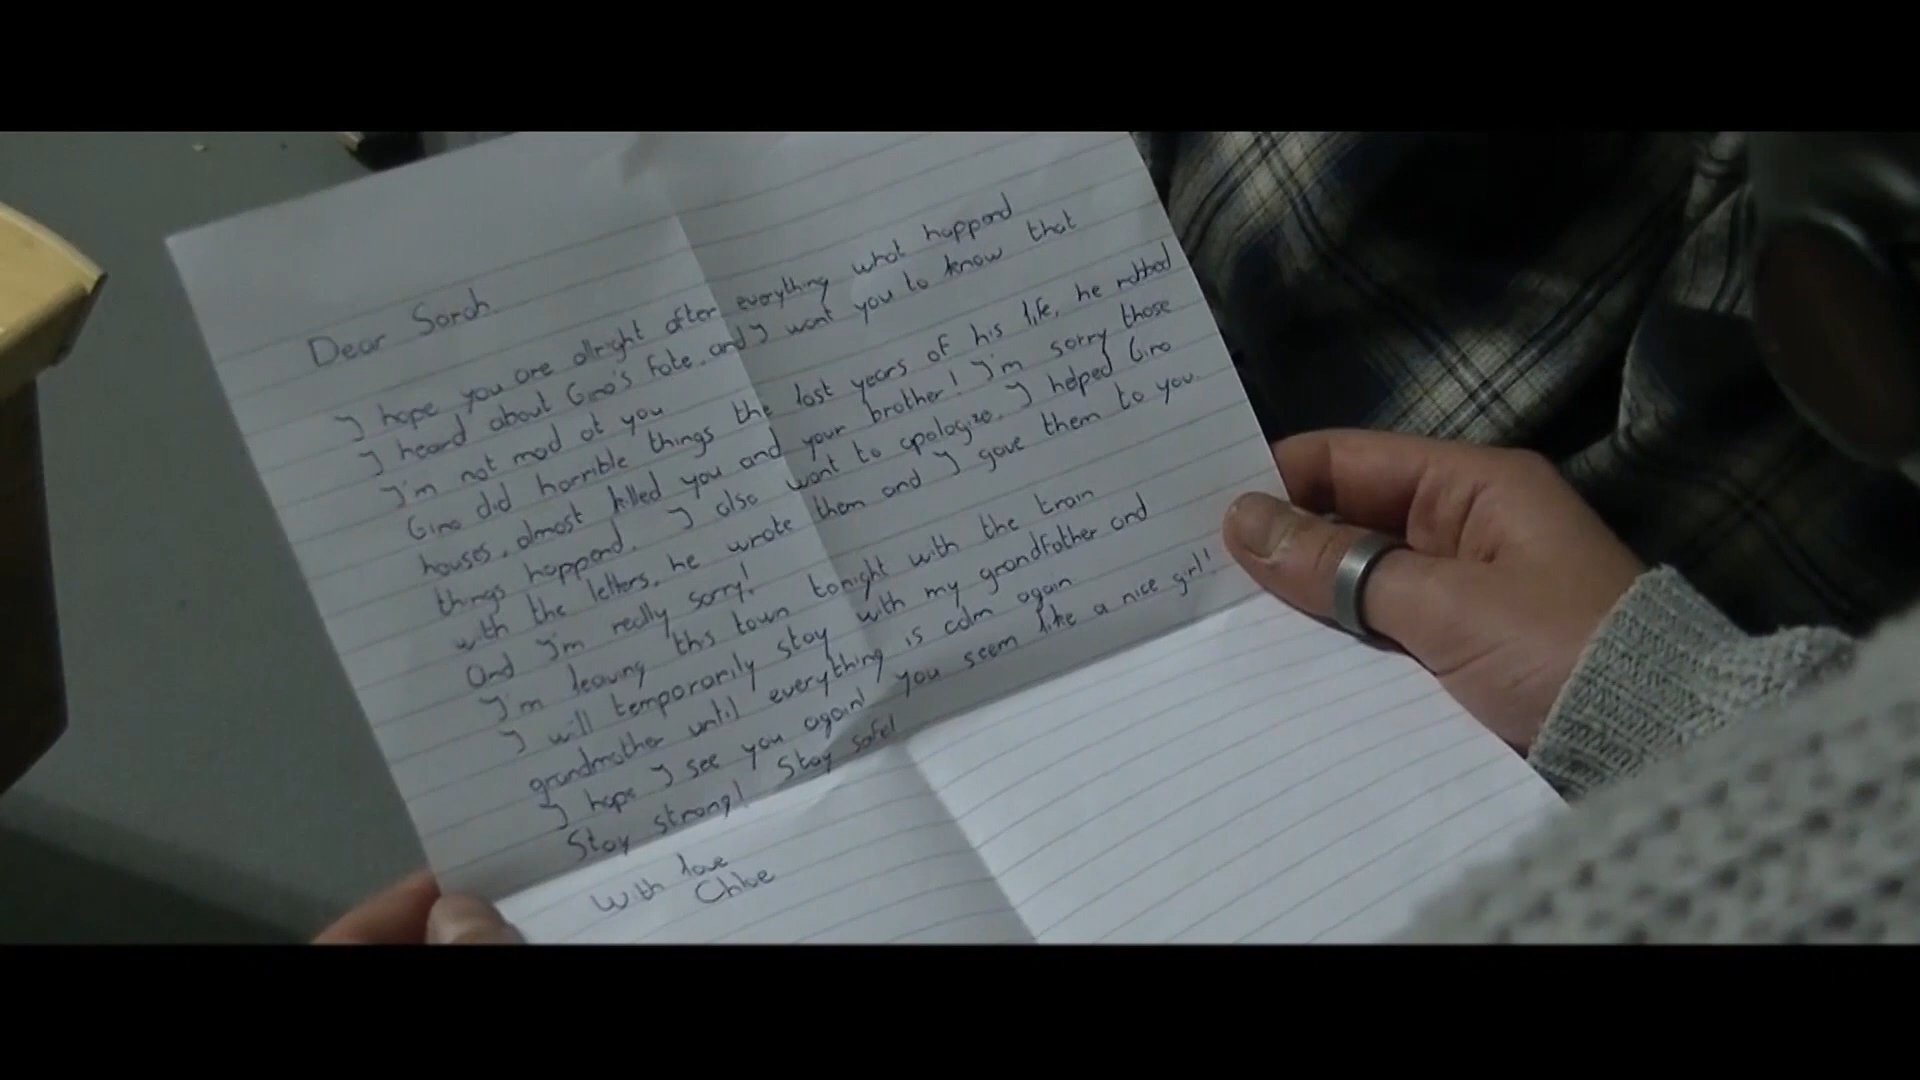 Dear Sarah.
I hope you are allright after everything what happend
I heard about Gino's fate. and I want you to know that
I'm not mad at you
Gino did horrible things the last years of his life, he robbed
houses, almost killed you and your brother! I'm sorry those
things happend. I also want to apologize. I helped Gino
with the letters, he wrote them and I gave them to you
And I'm really sorry!
I'm leaving this town tonight with the train
I will temporarily stay with my grandfather and
grandmother until everything is calm again
I hope I see you again! you seem like a nice girl!
Stay strong! Stay safe!
With love
Chloe